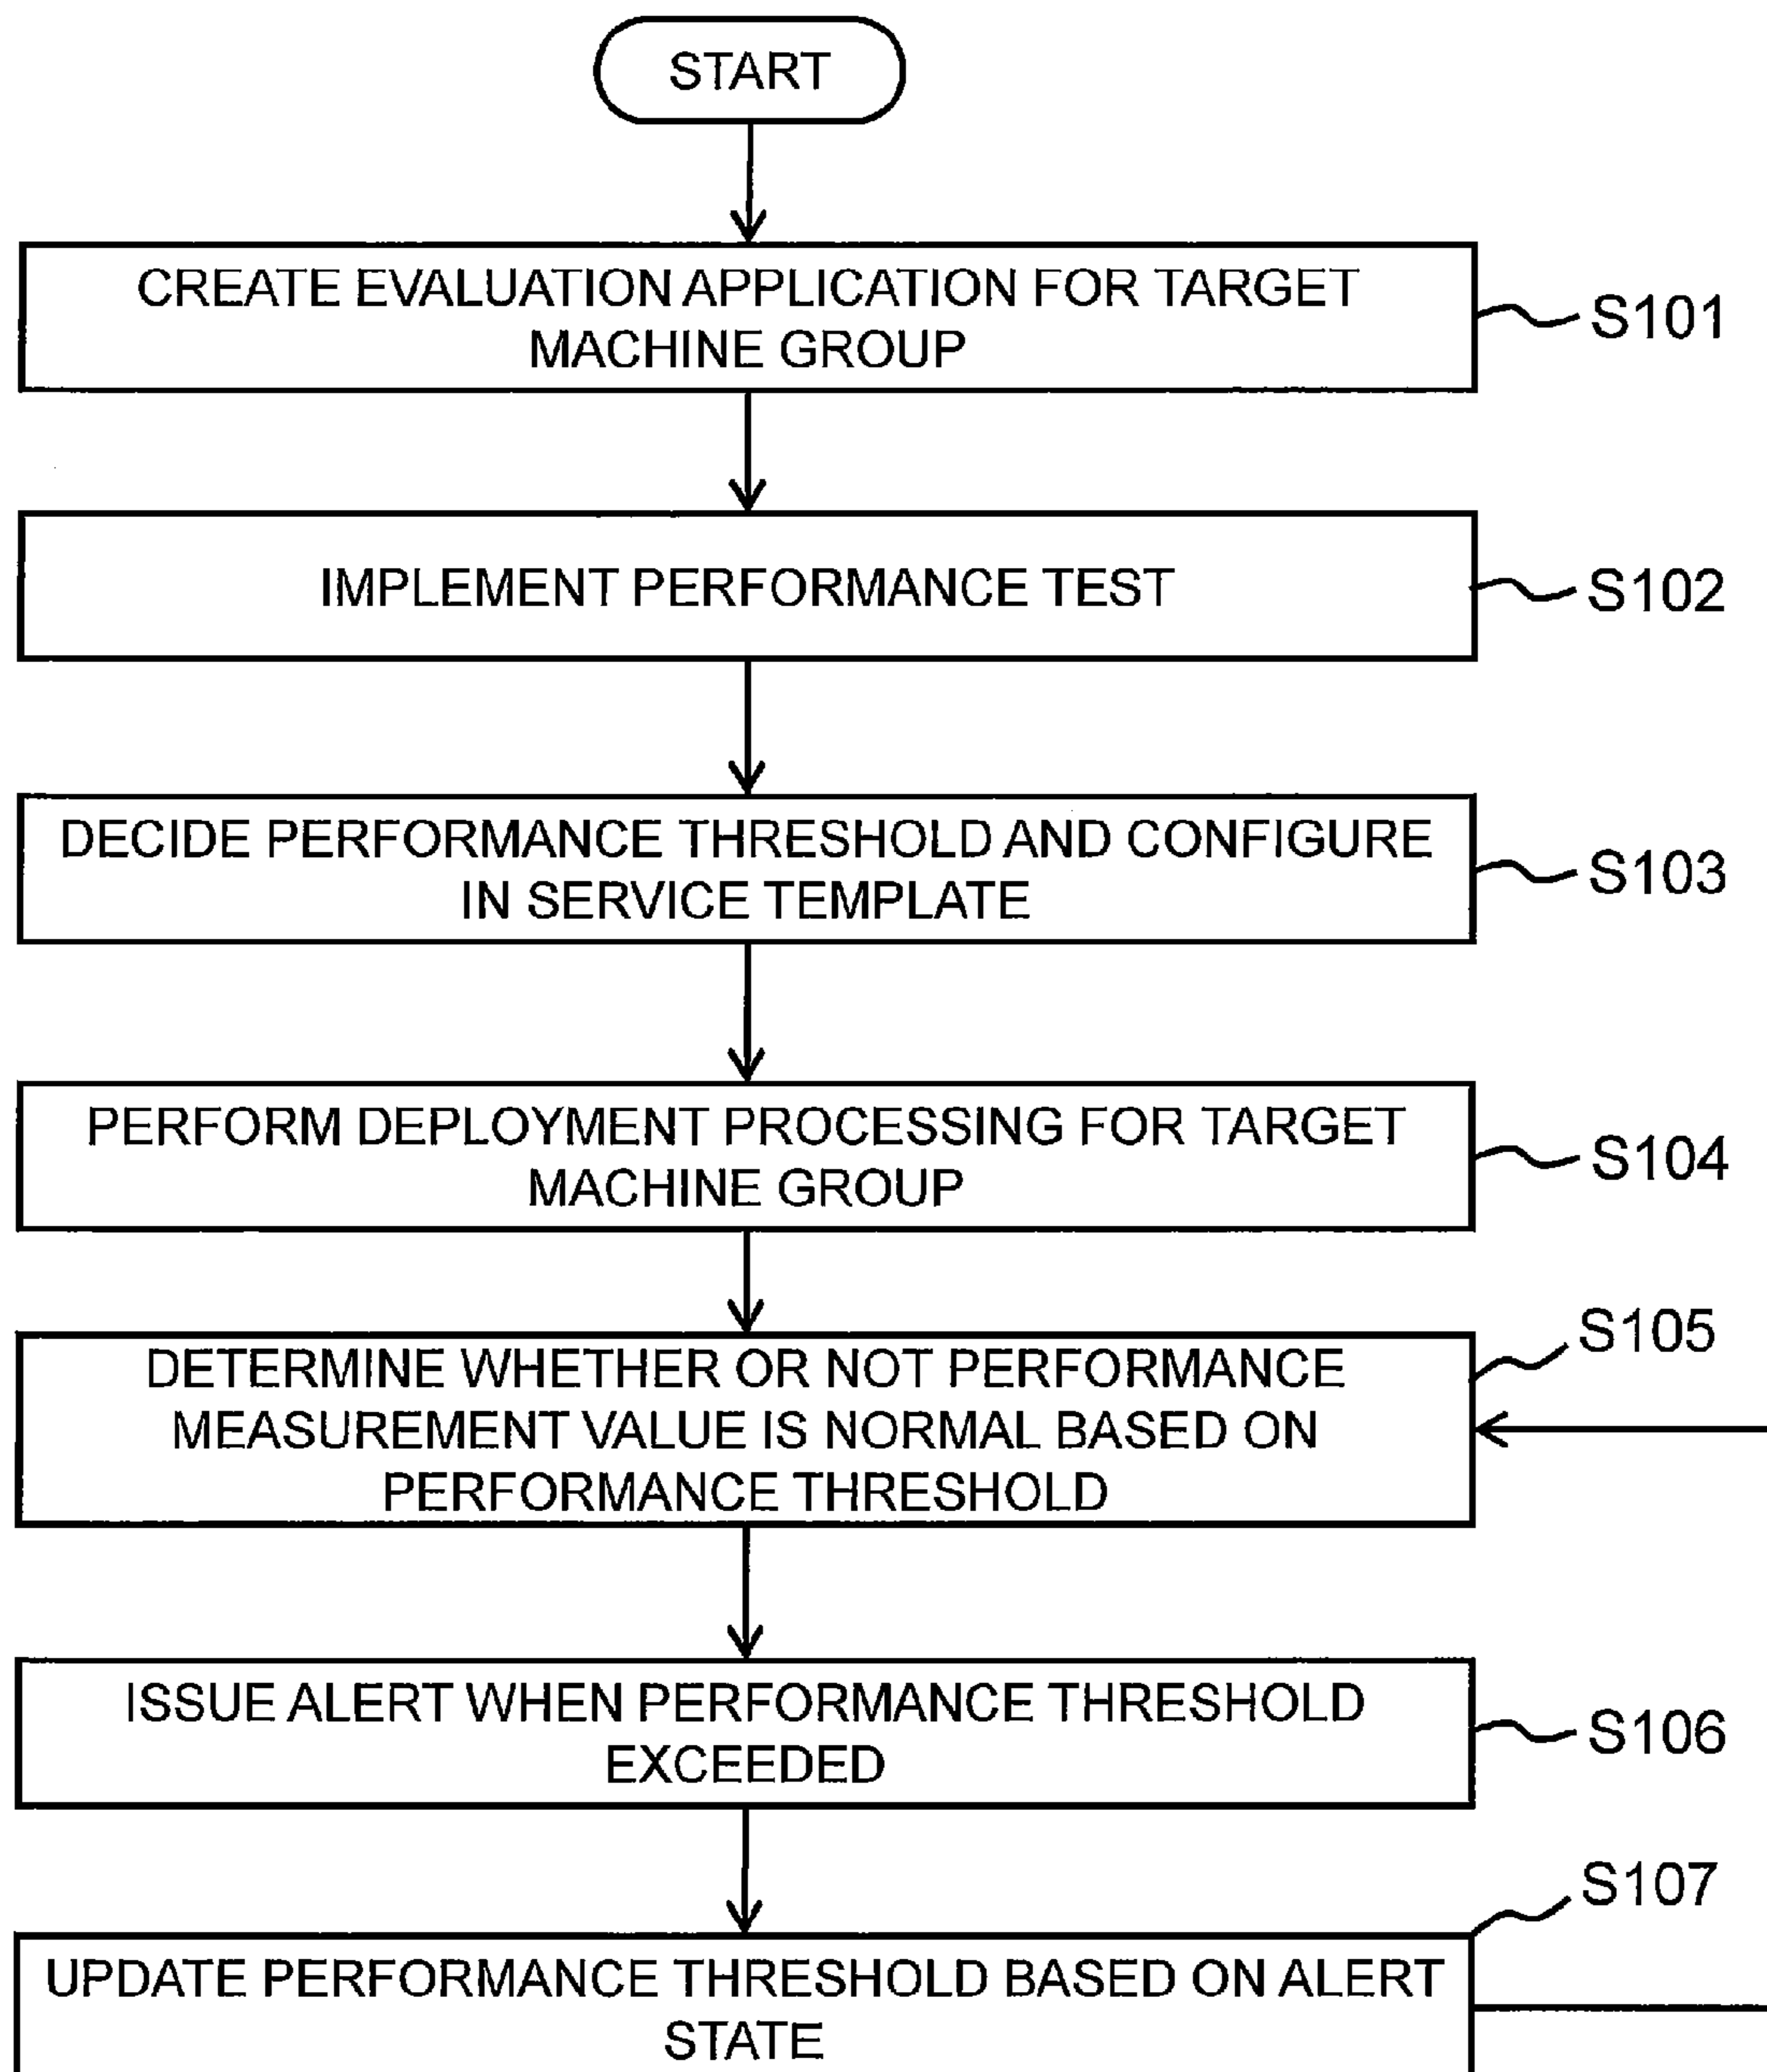 START
CREATE EVALUATION APPLICATION FOR TARGET
MACHINE GROUP
S101
IMPLEMENT PERFORMANCE TEST
S102
DECIDE PERFORMANCE THRESHOLD AND CONFIGURE
IN SERVICE TEMPLATE
S103
PERFORM DEPLOYMENT PROCESSING FOR TARGET
MACHINE GROUP
S104
DETERMINE WHETHER OR NOT PERFORMANCE
MEASUREMENT VALUE IS NORMAL BASED ON
PERFORMANCE THRESHOLD
S105
ISSUE ALERT WHEN PERFORMANCE THRESHOLD
EXCEEDED
S106
UPDATE PERFORMANCE THRESHOLD BASED ON ALERT
STATE
S107